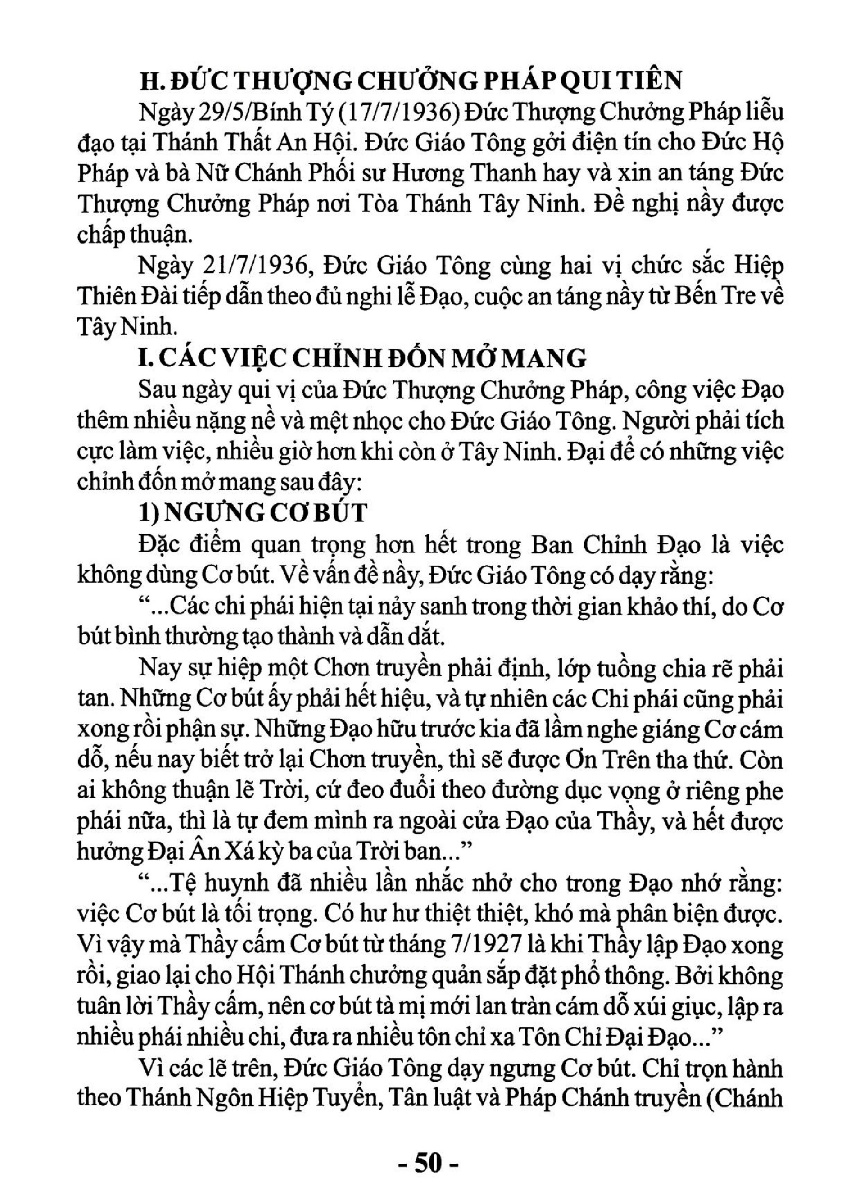 H. ĐỨC THƯỢNG CHƯỞNG PHÁP QUI TIÊN
Ngày 29/5/Bính Tý (17/7/1936) Đức Thượng Chưởng Pháp liễu
đạo tại Thánh Thất An Hội. Đức Giáo Tông gởi điện tín cho Đức Hộ
Pháp và bà Nữ Chánh Phối sư Hương Thanh hay và xin an táng Đức
Thượng Chưởng Pháp nơi Tòa Thánh Tây Ninh. Đề nghị nầy được
chấp thuận.
Ngày 21/7/1936, Đức Giáo Tông cùng hai vị chức sắc Hiệp
Thiên Đài tiếp dẫn theo đủ nghi lễ Đạo, cuộc an táng nầy từ Bến Tre về
Tây Ninh.
I. CÁC VIỆC CHỈNH ĐỐN MỞ MANG
Sau ngày qui vị của Đức Thượng Chưởng Pháp, công việc Đạo
thêm nhiều nặng nề và mệt nhọc cho Đức Giáo Tông. Người phải tích
cực làm việc, nhiều giờ hơn khi còn ở Tây Ninh. Đại để có những việc
chỉnh đốn mở mang sau đây:
1) NGƯNG CƠ BÚT
Đặc điểm quan trọng hơn hết trong Ban Chỉnh Đạo là việc
không dùng Cơ bút. Về vấn đề nầy, Đức Giáo Tông có dạy rằng:
“...Các chi phái hiện tại nảy sanh trong thời gian khảo thí, do Cơ
bút bình thường tạo thành và dẫn dắt.
Nay sự hiệp một Chơn truyền phải định, lớp tuồng chia rẽ phải
tan. Những Cơ bút ấy phải hết hiệu, và tự nhiên các Chi phái cũng phải
xong rồi phận sự. Những Đạo hữu trước kia đã lầm nghe giáng Cơ cám
dỗ, nếu nay biết trở lại Chơn truyền, thì sẽ được Ơn Trên tha thứ. Còn
ai không thuận lẽ Trời, cứ đeo đuổi theo đường dục vọng ở riêng phe
phái nữa, thì là tự đem mình ra ngoài cửa Đạo của Thầy, và hết được
hưởng Đại Ân Xá kỳ ba của Trời ban...”
“...Tệ huynh đã nhiều lần nhắc nhở cho trong Đạo nhớ rằng:
việc Cơ bút là tối trọng. Có hư hư thiệt thiệt, khó mà phân biện được.
Vì vậy mà Thầy cấm Cơ bút từ tháng 7/1927 là khi Thầy lập Đạo xong
rồi, giao lại cho Hội Thánh chưởng quản sắp đặt phổ thông. Bởi không
tuân lời Thầy cấm, nên cơ bút tà mị mới lan tràn cám dỗ xúi giục, lập ra
nhiều phái nhiều chi, đưa ra nhiều tôn chỉ xa Tôn Chỉ Đại Đạo...”
Vì các lẽ trên, Đức Giáo Tông dạy ngưng Cơ bút. Chỉ trọn hành
theo Thánh Ngôn Hiệp Tuyển, Tân luật và Pháp Chánh truyền (Chánh
- 50 -